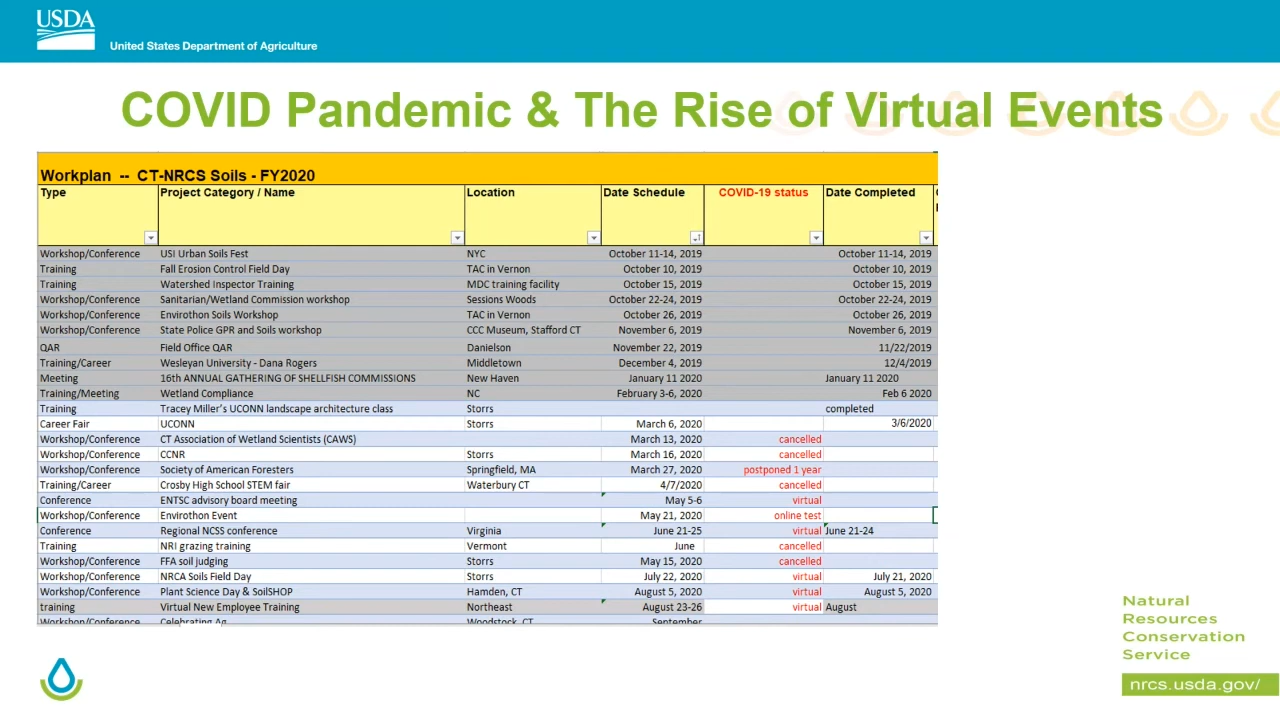 USDA
United States Department of Agriculture
COVID Pandemic & The Rise of Virtual Events
Workplan -- CT-NRCS Soils - FY2020
Type Project Category / Name Location Date Schedule COVID-19 status Date Completed
Workshop/Conference USI Urban Soils Fest NYC October 11-14, 2019 October 11-14, 2019
Training Fall Erosion Control Field Day TAC in Vernon October 10, 2019 October 10, 2019
Training Watershed Inspector Training MDC training facility October 15, 2019 October 15, 2019
Workshop/Conference Sanitarian/Wetland Commission workshop Sessions Woods October 22-24, 2019 October 22-24, 2019
Workshop/Conference Envirothon Soils Workshop TAC in Vernon October 26, 2019 October 26, 2019
Workshop/Conference State Police GPR and Soils workshop CCC Museum, Stafford CT November 6, 2019 November 6, 2019
QAR Field Office QAR Danielson November 22, 2019 11/22/2019
Training/Career Wesleyan University - Dana Rogers Middletown December 4, 2019 12/4/2019
Meeting 16th ANNUAL GATHERING OF SHELLFISH COMMISSIONS New Haven January 11 2020 January 11 2020
Training/Meeting Wetland Compliance NC February 3-6, 2020 Feb 6 2020
Training Tracey Miller's UCONN landscape architecture class Storrs completed
Career Fair UCONN Storrs March 6, 2020 3/6/2020
Workshop/Conference CT Association of Wetland Scientists (CAWS) March 13, 2020 cancelled
Workshop/Conference CCNR Storrs March 16, 2020 cancelled
Workshop/Conference Society of American Foresters Springfield, MA March 27, 2020 postponed 1 year
Training/Career Crosby High School STEM fair Waterbury CT 4/7/2020 cancelled
Conference ENTSC advisory board meeting May 5-6 virtual
Workshop/Conference Envirothon Event May 21, 2020 online test
Conference Regional NCSS conference Virginia June 21-25 virtual June 21-24
Training NRI grazing training Vermont June cancelled
Workshop/Conference FFA soil judging Storrs May 15, 2020 cancelled
Workshop/Conference NRCA Soils Field Day Storrs July 22, 2020 virtual July 21, 2020
Workshop/Conference Plant Science Day & SoilSHOP Hamden, CT August 5, 2020 virtual August 5, 2020
training Virtual New Employee Training Northeast August 23-26 virtual August
Workshop/Conference Celebrating Ag Woodstock, CT September
Natural
Resources
Conservation
Service
nrcs.usda.gov/